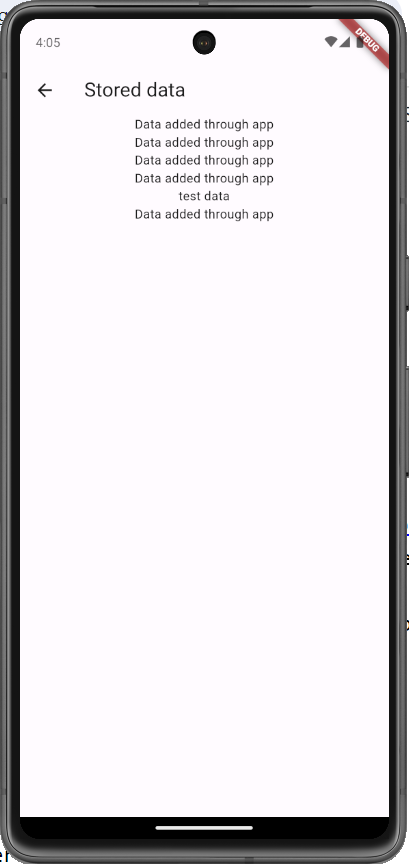 4:05
DEBUG
Stored data
Data added through app
Data added through app
Data added through app
Data added through app
test data
Data added through app
er